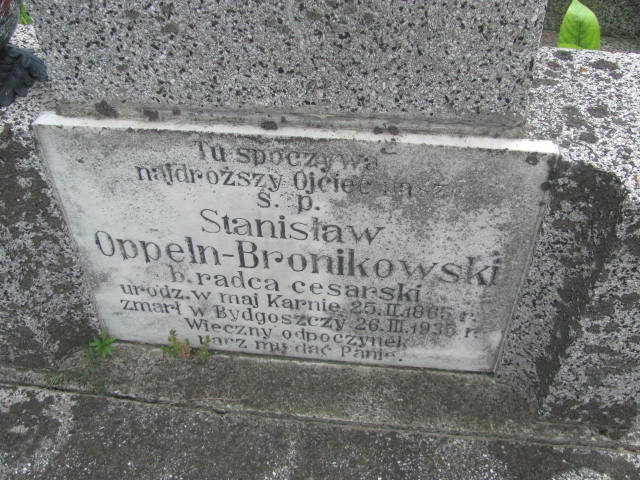 Tu spoczywa
najdroższy Ojciec nasz
ś. p.
Stanisław
Oppeln-Bronikowski
b. radca cesarski
urodz. w maj Karnie 25.II.1865 r.
zmarł w Bydgoszczy 26.III.1935 r.
Wieczny odpoczynek
racz mu dać Panie.